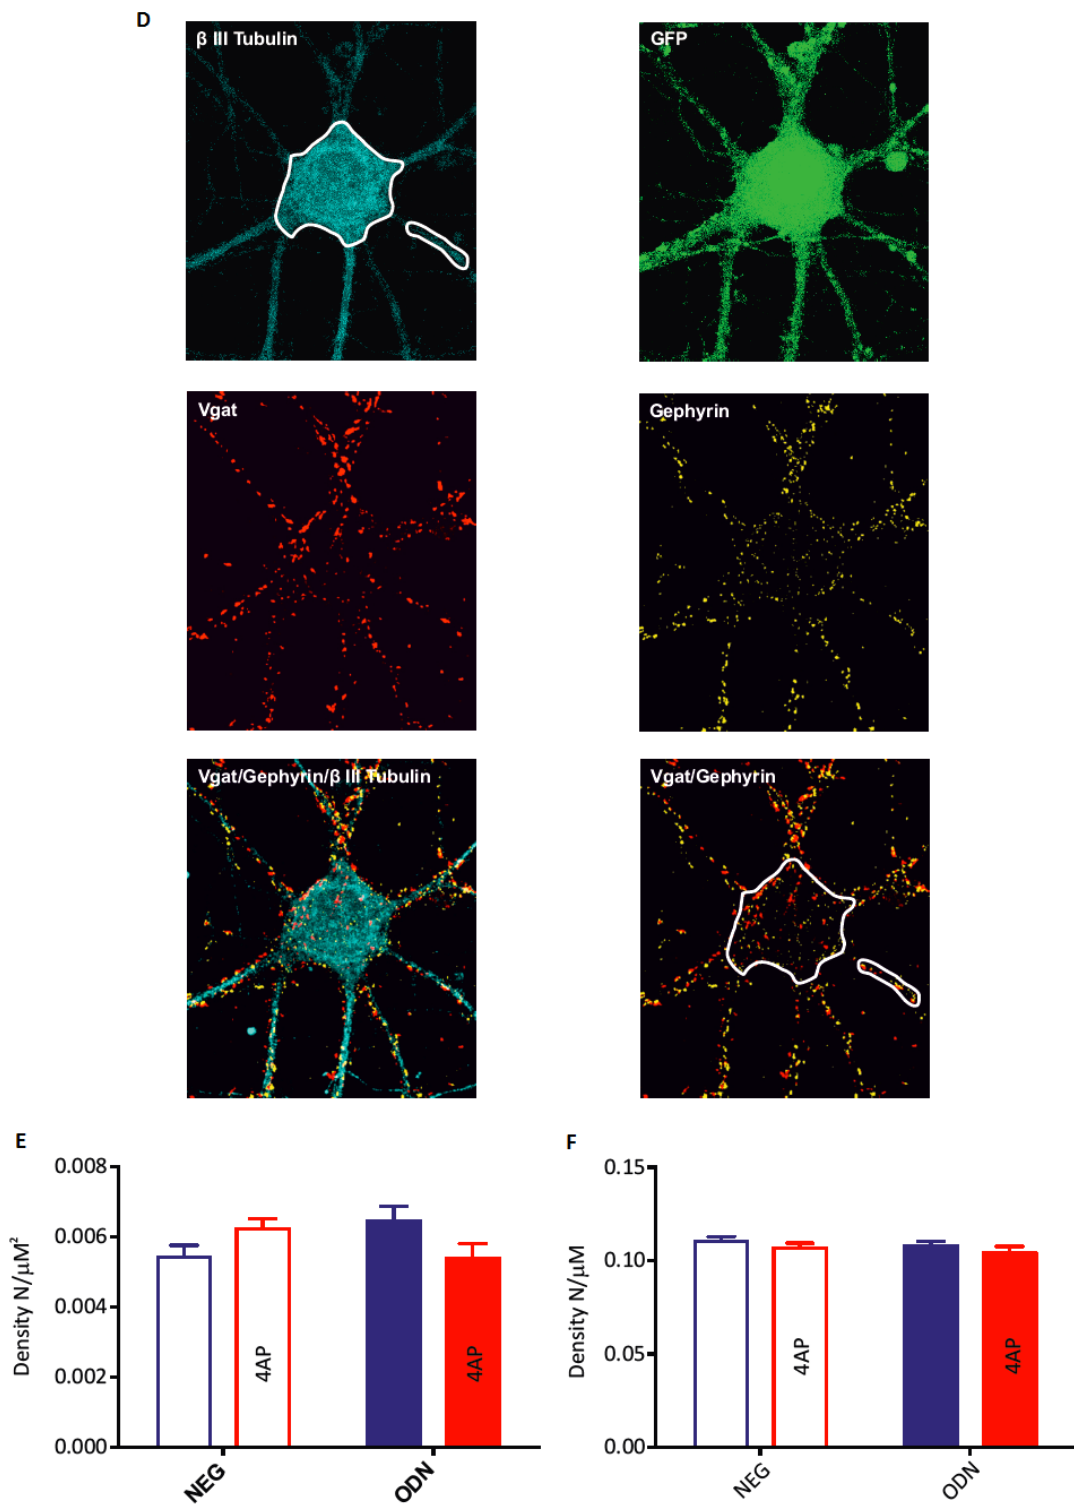 D
β III Tubulin
GFP
Vgat
Gephyrin
Vgat/Gephyrin/β III Tubulin
Vgat/Gephyrin
E
0.008
0.006
0.004
0.002
0.000
Density N/μM²
4AP
4AP
NEG
ODN
F
0.15
0.10
0.05
0.00
Density N/μM
4AP
4AP
NEG
ODN